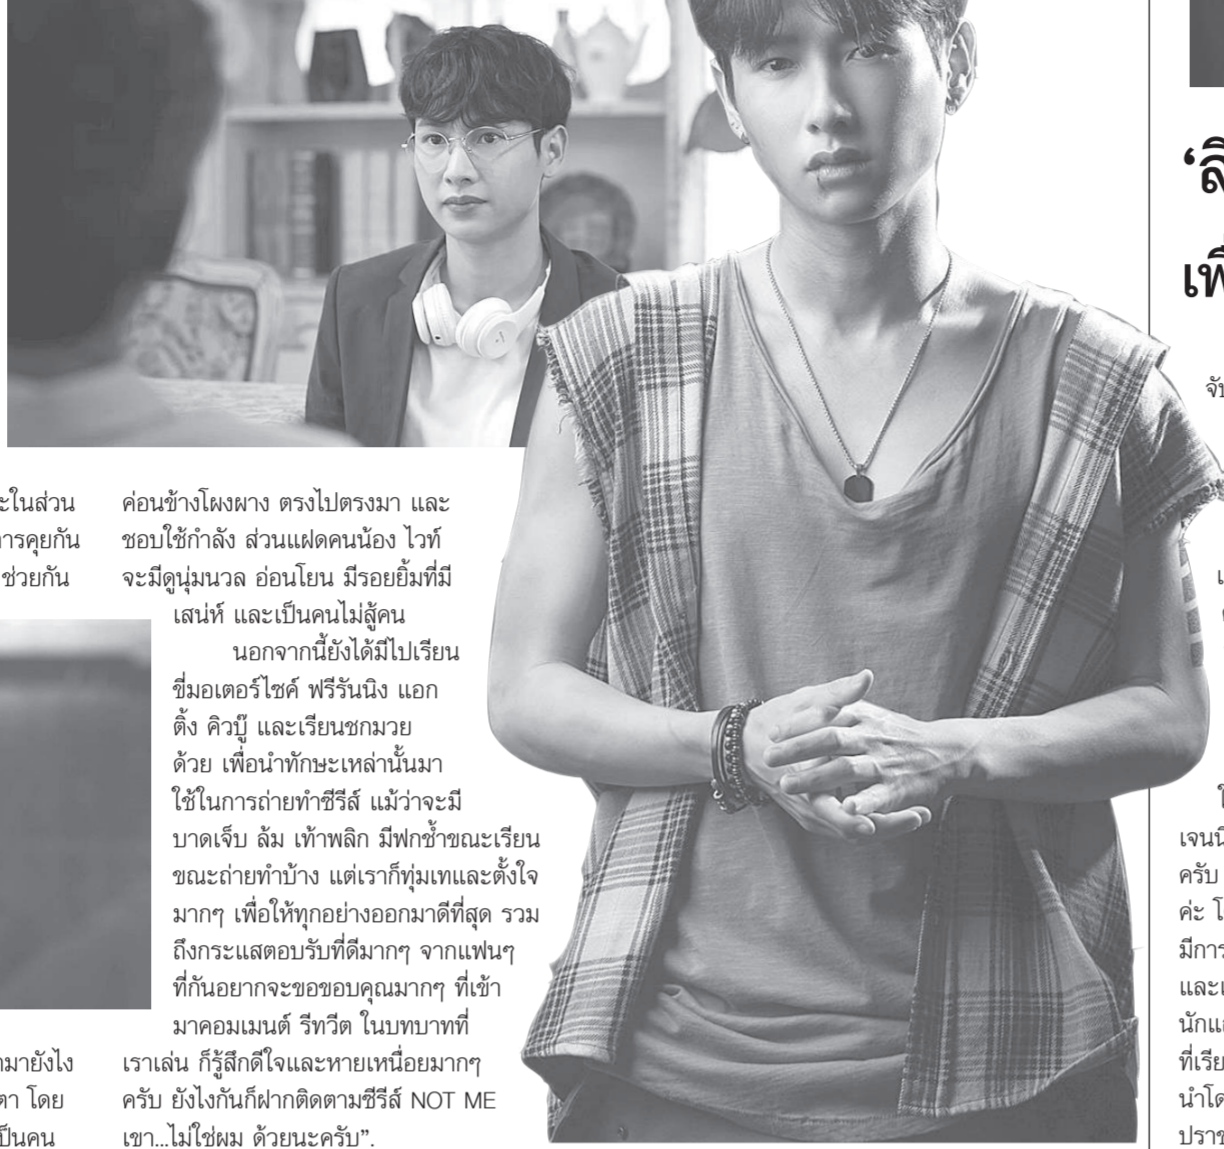 ะในส่วน
ารคุยกัน
ช่วยกัน
มายังไง
ตา โดย
ป็นคน
ค่อนข้างโผงผาง ตรงไปตรงมา และ
ชอบใช้กำลัง ส่วนแฝดคนน้อง ไวท์
จะมีดูนุ่มนวล อ่อนโยน มีรอยยิ้มที่มี
เสน่ห์ และเป็นคนไม่สู้คน
นอกจากนี้ยังได้มีไปเรียน
ขี่มอเตอร์ไซค์ ฟรีรันนิง แอก
ติ้ง คิวบู๊ และเรียนชกมวย
ด้วย เพื่อนำทักษะเหล่านั้นมา
ใช้ในการถ่ายทำซีรีส์ แม้ว่าจะมี
บาดเจ็บ ล้ม เท้าพลิก มีฟกช้ำขณะเรียน
ขณะถ่ายทำบ้าง แต่เราก็ทุ่มเทและตั้งใจ
มากๆ เพื่อให้ทุกอย่างออกมาดีที่สุด รวม
ถึงกระแสตอบรับที่ดีมากๆ จากแฟนๆ
ที่กันอยากจะขอขอบคุณมากๆ ที่เข้า
มาคอมเมนต์ รีทวีต ในบทบาทที่
เราเล่น ก็รู้สึกดีใจและหายเหนื่อยมากๆ
ครับ ยังไงกันก็ฝากติดตามซีรีส์ NOT ME
เขา...ไม่ใช่ผม ด้วยนะครับ”.
เพื่
จับ
เจนนิ
ครับ
ค่ะ โ
มีการ
และเ
นักแ
ที่เรีย
นำโด
ปราช